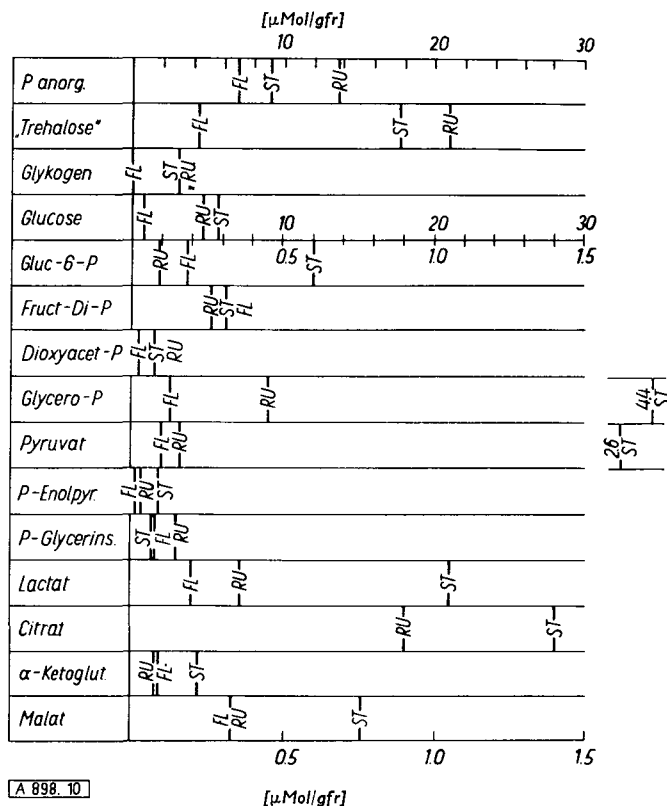 [µMol/gfr]
10 20 30
P anorg. FL ST RU
„Trehalose" FL ST RU
Glykogen FL ST "RU
Glucose FL RU ST
10 20 30
0.5 1.0 1.5
Gluc-6-P RU FL ST
Fruct-Di-P RU ST FL
Dioxyacet-P FL ST RU
Glycero-P FL RU 4.4 ST
Pyruvat FL RU 2.6 ST
P-Enolpyr. FL RU ST
P-Glycerins. ST FL RU
Lactat FL RU ST
Citrat RU ST
α-Ketoglut. RU FL ST
Malat FL RU ST
0.5 1.0 1.5
A 898. 10
[µMol/gfr]